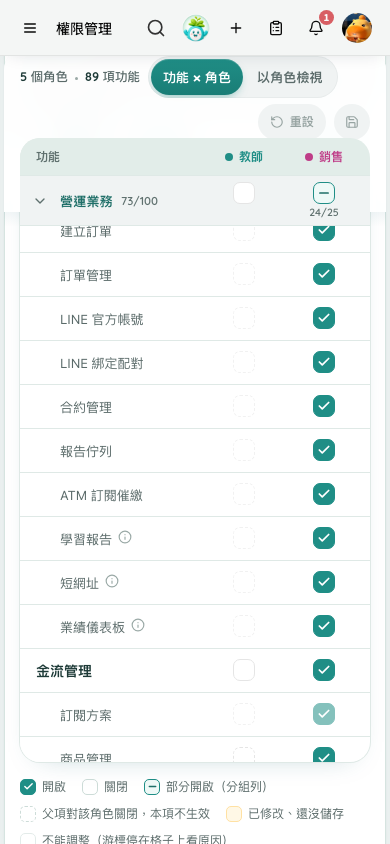 權限管理
1
5 個角色 • 89 項功能
功能 × 角色
以角色檢視
重設
功能
教師
銷售
營運業務 73/100
24/25
建立訂單
訂單管理
LINE 官方帳號
LINE 綁定配對
合約管理
報告佇列
ATM 訂閱催繳
學習報告
短網址
業績儀表板
金流管理
訂閱方案
商品管理
開啟
關閉
部分開啟（分組列）
父項對該角色關閉，本項不生效
已修改、還沒儲存
不能調整（游標停在格子上看原因）